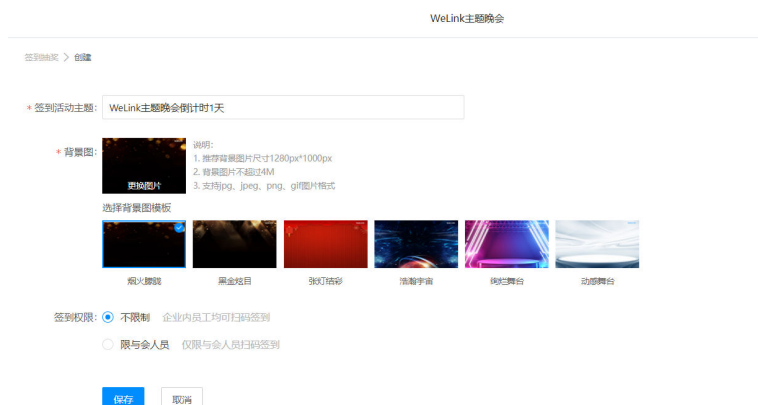 WeLink主题晚会
签到抽奖 > 创建
* 签到活动主题： WeLink主题晚会倒计时1天
* 背景图：
更换图片
说明：
1. 推荐背景图片尺寸1280px*1000px
2. 背景图片不超过4M
3. 支持jpg、jpeg、png、gif图片格式
选择背景图模板
烟火朦胧 黑金炫目 张灯结彩 浩瀚宇宙 绚烂舞台 动感舞台
签到权限： 不限制 企业内员工均可扫码签到
限与会人员 仅限与会人员扫码签到
保存 取消